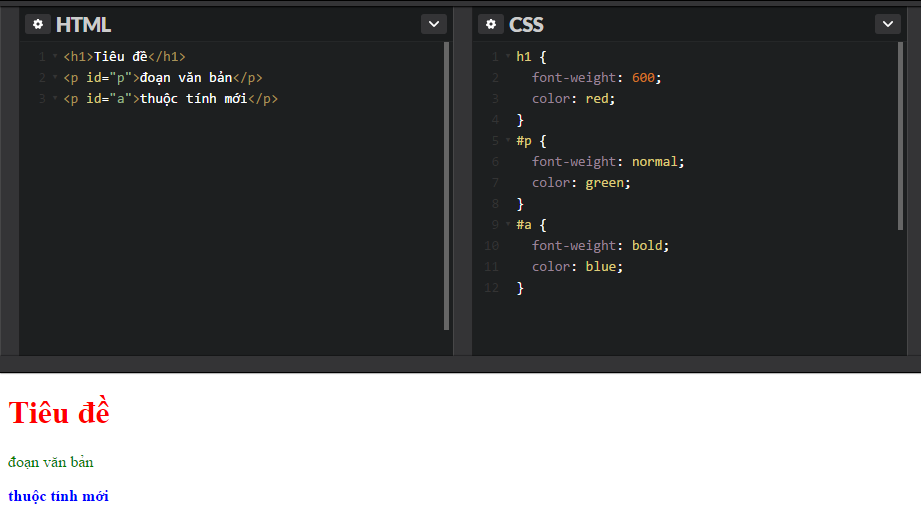 HTML
1 <h1>Tiêu đề</h1>
2 <p id="p">đoạn văn bản</p>
3 <p id="a">thuộc tính mới</p>
CSS
1 h1 {
2 font-weight: 600;
3 color: red;
4 }
5 #p {
6 font-weight: normal;
7 color: green;
8 }
9 #a {
10 font-weight: bold;
11 color: blue;
12 }
Tiêu đề
đoạn văn bản
thuộc tính mới